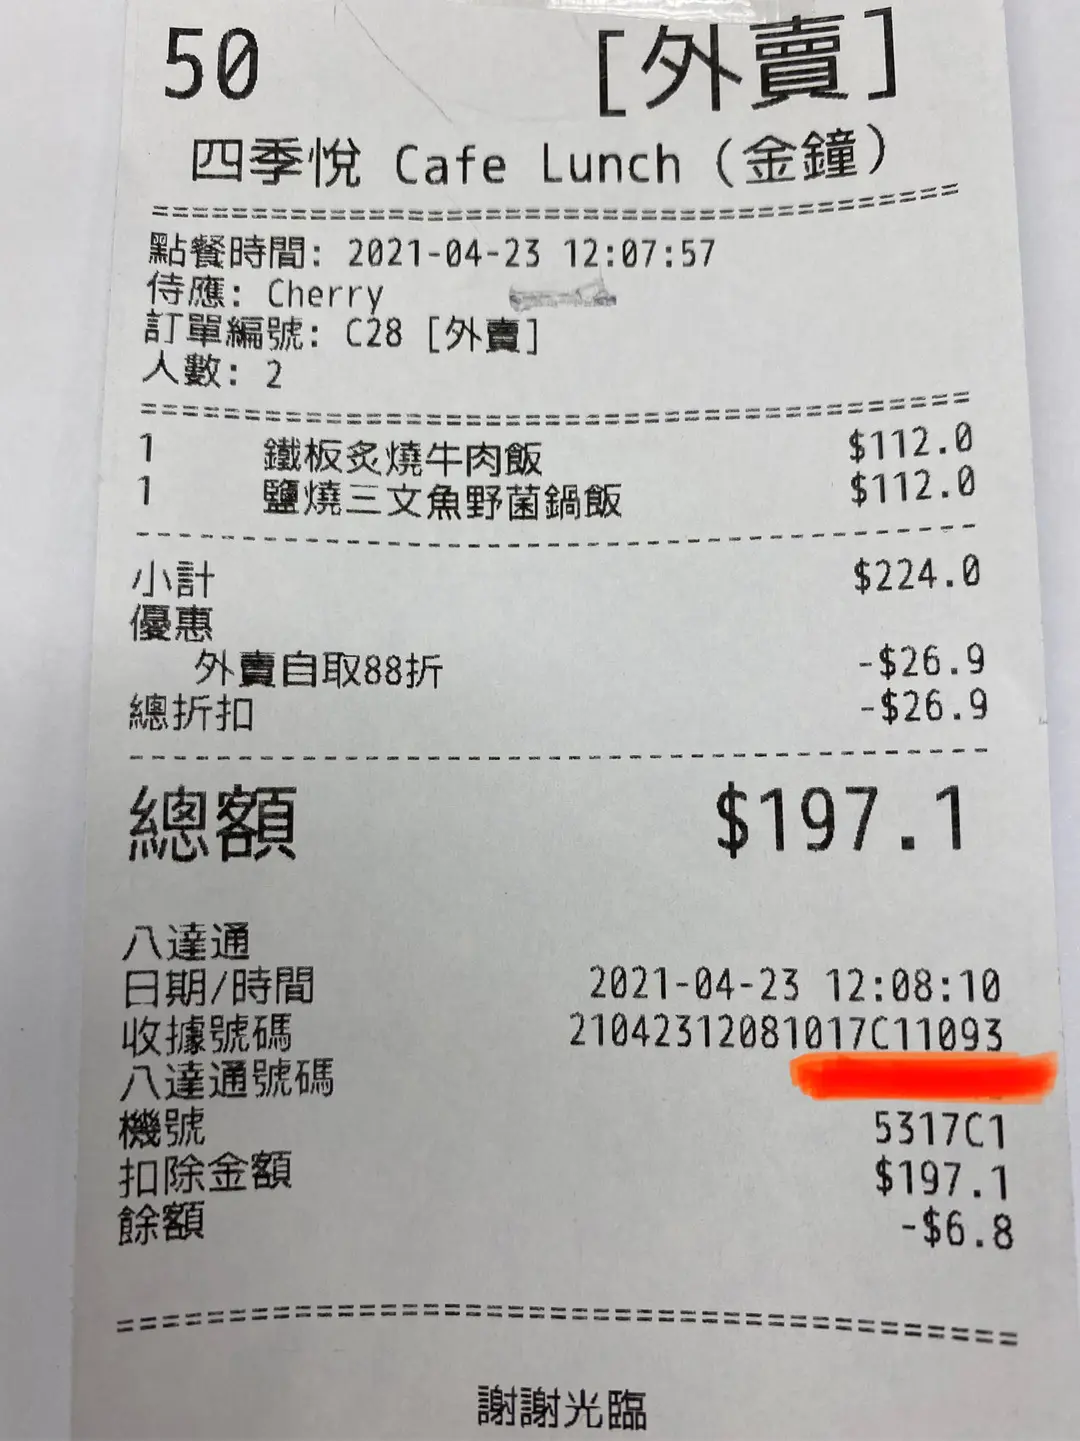 50 [外賣]
四季悅 Cafe Lunch (金鐘)
============================================
點餐時間: 2021-04-23 12:07:57
侍應: Cherry
訂單編號: C28 [外賣]
人數: 2
============================================
1 鐵板炙燒牛肉飯 $112.0
1 鹽燒三文魚野菌鍋飯 $112.0
--------------------------------------------
小計 $224.0
優惠
外賣自取88折 -$26.9
總折扣 -$26.9
--------------------------------------------
總額 $197.1
八達通
日期/時間 2021-04-23 12:08:10
收據號碼 21042312081017C11093
八達通號碼
機號 5317C1
扣除金額 $197.1
餘額 -$6.8
============================================
謝謝光臨